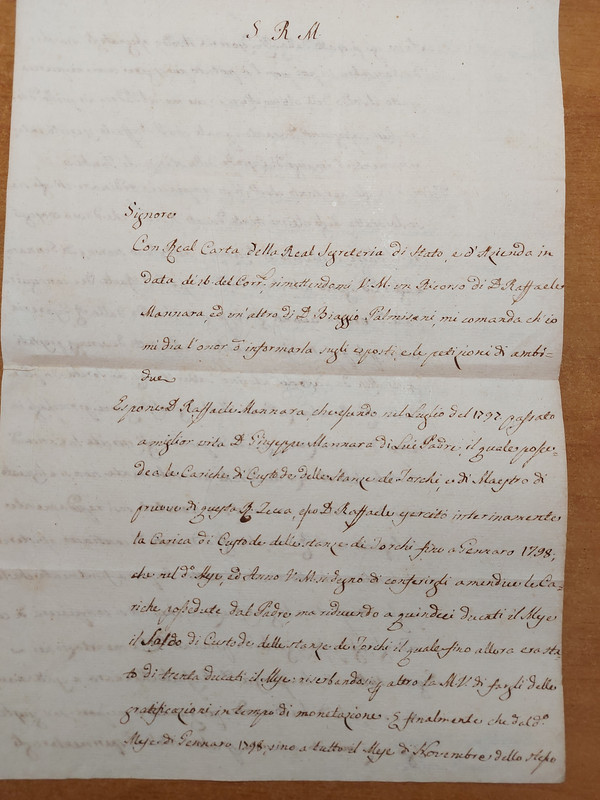 S R M
Signore
Con Real Carta della Real Segreteria di Stato, e d'Azienda in
data de' 16 del Corr.e rimettendomi V. M. un Ricorso di D. Raffaele
Mannara, ed un'altro di D. Biaggio Palmisani, mi comanda ch'io
mi dia l'onor d'informarla sugli esposti, e le petizioni di ambi=
due
Espone D. Raffaele Mannara, che essendo nel Luglio del 1797 passato
a miglior vita D. Giuseppe Mannara di Lui Padre, il quale posse=
dea le Cariche di Custode delle Stanze de Torchi, e di Maestro di
pruove di questa R. Zecca, esso D. Raffaele esercitò interinamente
la Carica di Custode delle stanze de Torchi fino a Gennaro 1798;
che nel d.o Mese, ed Anno V. M. si degnò di conferirgli amendue le Ca=
riche possedute dal Padre, ma riducendo a quindeci ducati il Mese
il Soldo di Custode delle stanze de Torchi il quale fino allora era sta=
to di trenta ducati il Mese: riserbandosi altro la M. V. di fargli delle
gratificazioni in tempo di monetazione. E finalmente che dal d.o
Mese di Gennaro 1798, sino a tutto il Mese di Novembre dello stesso